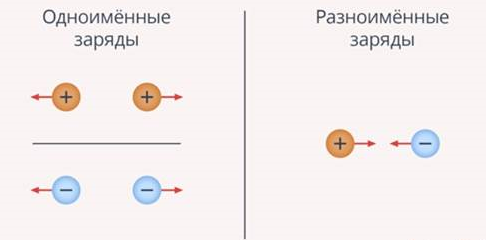 Одноимённые
заряды
Разноимённые
заряды
+ +
− −
+ −